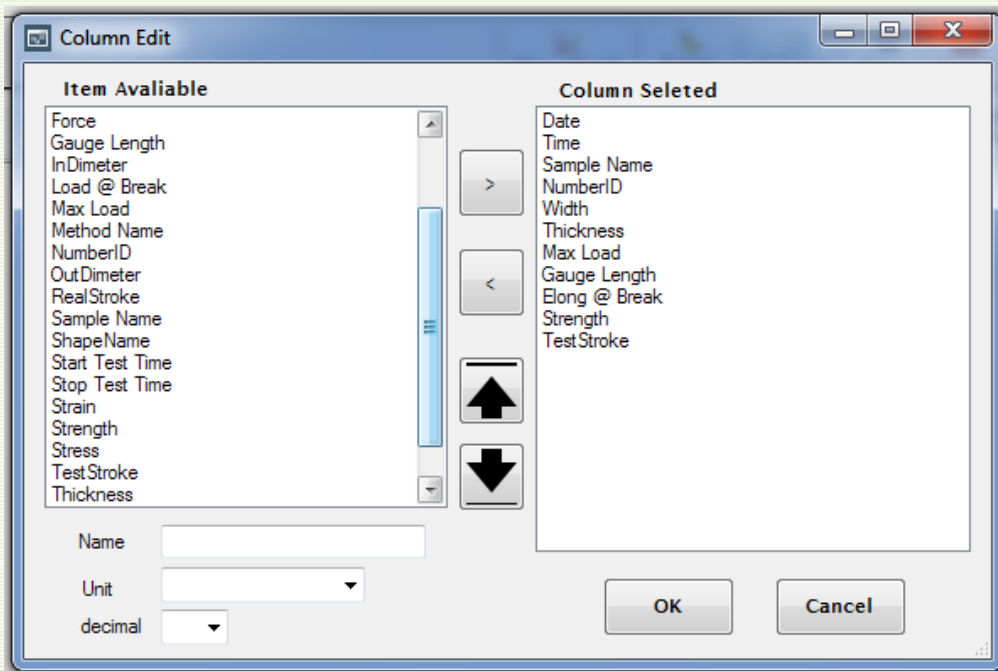 Column Edit
Item Avaliable
Force
Gauge Length
InDimeter
Load @ Break
Max Load
Method Name
NumberID
OutDimeter
RealStroke
Sample Name
ShapeName
Start Test Time
Stop Test Time
Strain
Strength
Stress
TestStroke
Thickness
>
<
Column Seleted
Date
Time
Sample Name
NumberID
Width
Thickness
Max Load
Gauge Length
Elong @ Break
Strength
TestStroke
Name
Unit
decimal
OK
Cancel